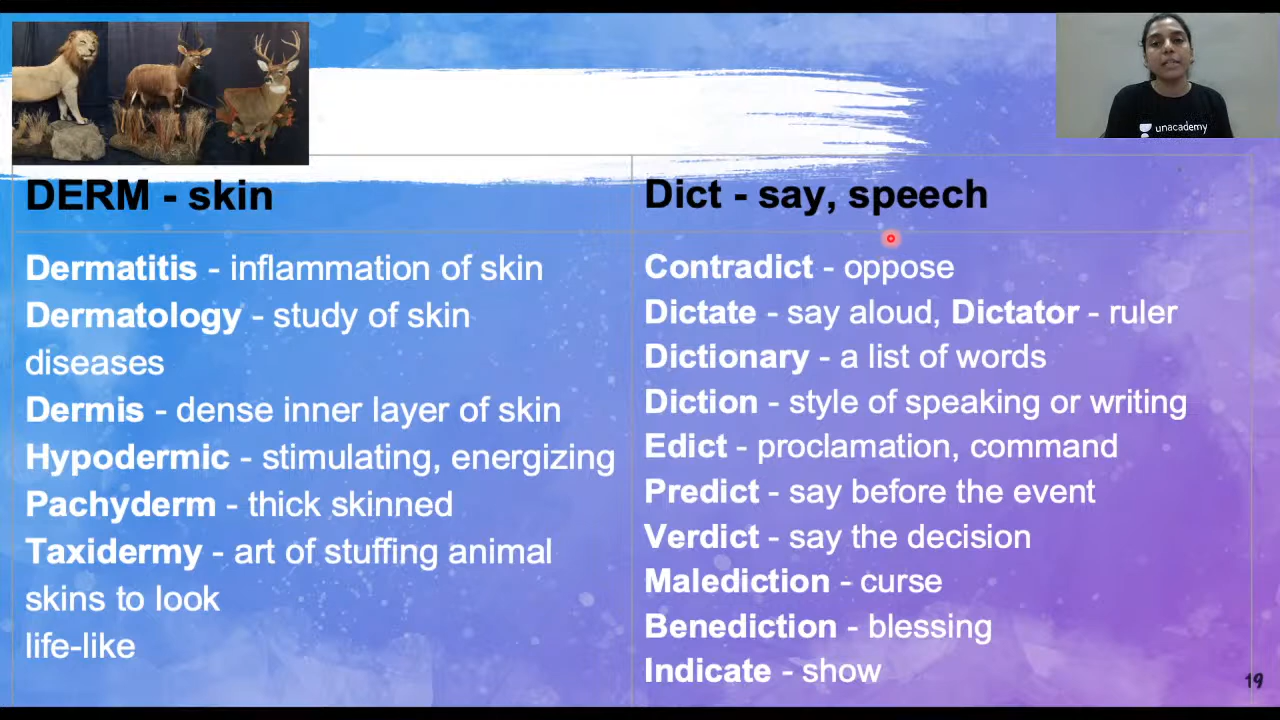 unacademy
DERM - skin
Dermatitis - inflammation of skin
Dermatology - study of skin
diseases
Dermis - dense inner layer of skin
Hypodermic - stimulating, energizing
Pachyderm - thick skinned
Taxidermy - art of stuffing animal
skins to look
life-like
Dict - say, speech
Contradict - oppose
Dictate - say aloud, Dictator - ruler
Dictionary - a list of words
Diction - style of speaking or writing
Edict - proclamation, command
Predict - say before the event
Verdict - say the decision
Malediction - curse
Benediction - blessing
Indicate - show
19